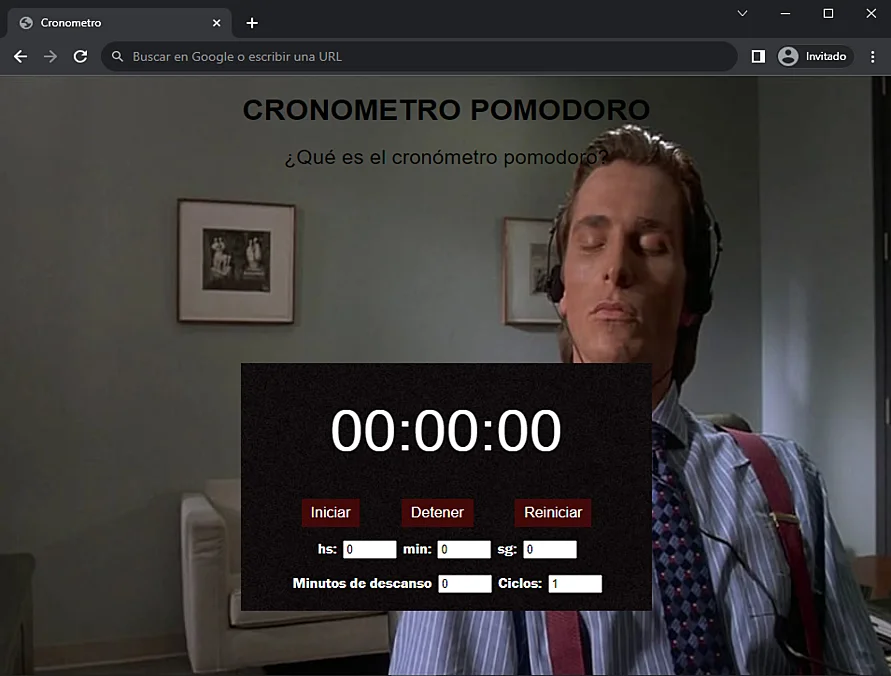 Cronometro
Buscar en Google o escribir una URL
Invitado
CRONOMETRO POMODORO
¿Qué es el cronómetro pomodoro?
00:00:00
Iniciar Detener Reiniciar
hs: 0 min: 0 sg: 0
Minutos de descanso 0 Ciclos: 1